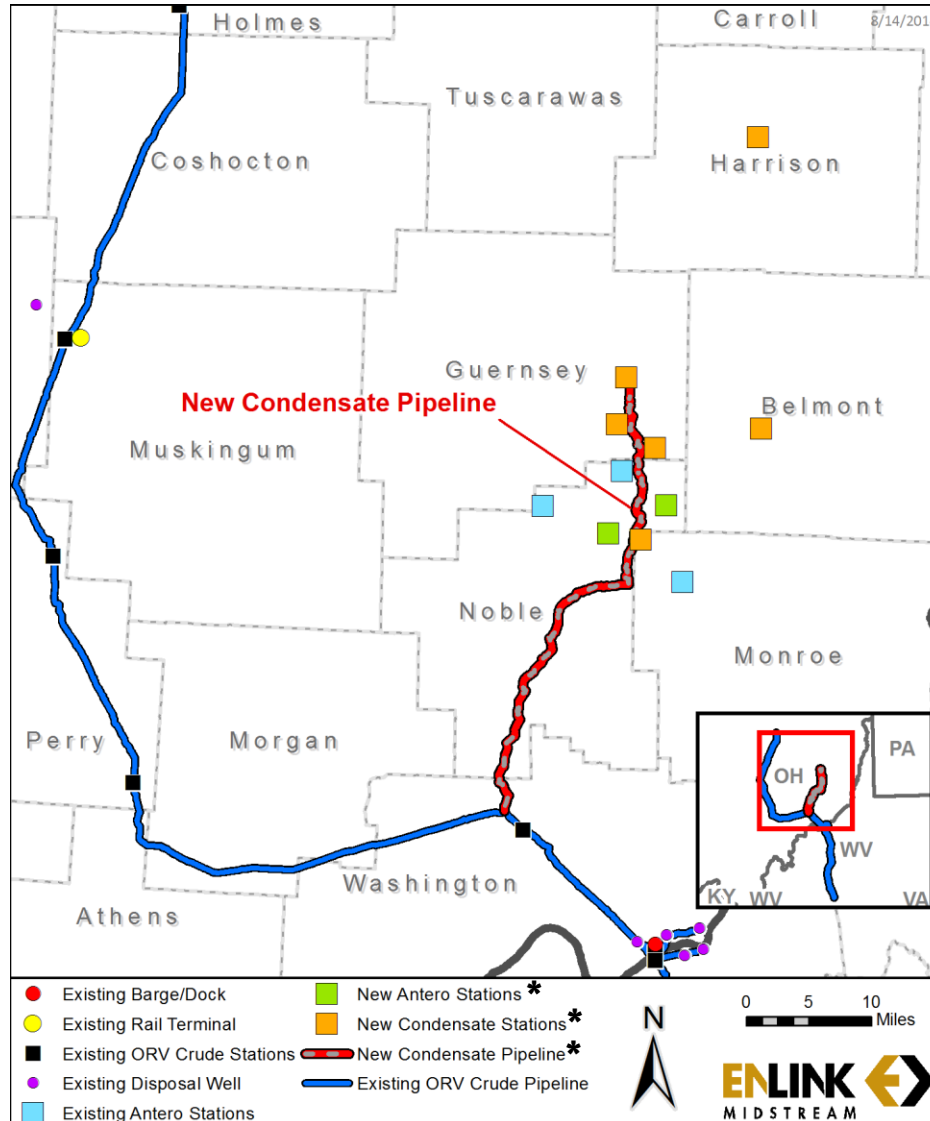 Holmes
Carroll
8/14/201
Tuscarawas
Coshocton
Harrison
Guernsey
New Condensate Pipeline
Belmont
Muskingum
Noble
Monroe
Perry
Morgan
PA
OH
WV
Washington
KY
WV
VA
Athens
Existing Barge/Dock
New Antero Stations *
Existing Rail Terminal
New Condensate Stations *
Existing ORV Crude Stations
New Condensate Pipeline *
Existing Disposal Well
Existing ORV Crude Pipeline
Existing Antero Stations
N
0 5 10
Miles
ENLINK
MIDSTREAM